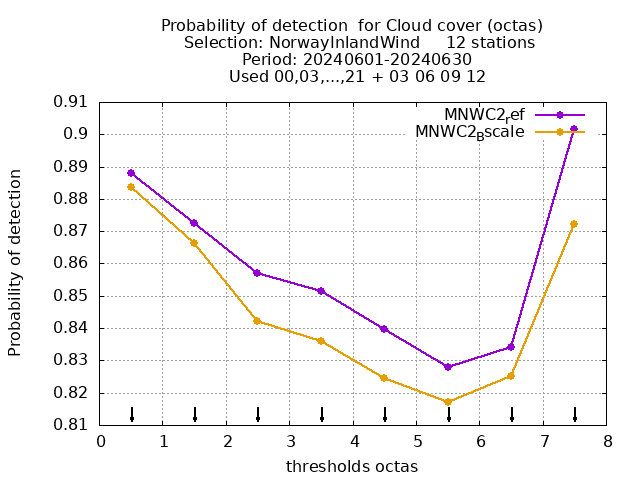 Probability of detection  for Cloud cover (octas)
Selection: NorwayInlandWind     12 stations
Period: 20240601-20240630
Used 00,03,...,21 + 03 06 09 12
MNWC2ref
MNWC2Bscale
Probability of detection
0.91
0.9
0.89
0.88
0.87
0.86
0.85
0.84
0.83
0.82
0.81
0 1 2 3 4 5 6 7 8
thresholds octas